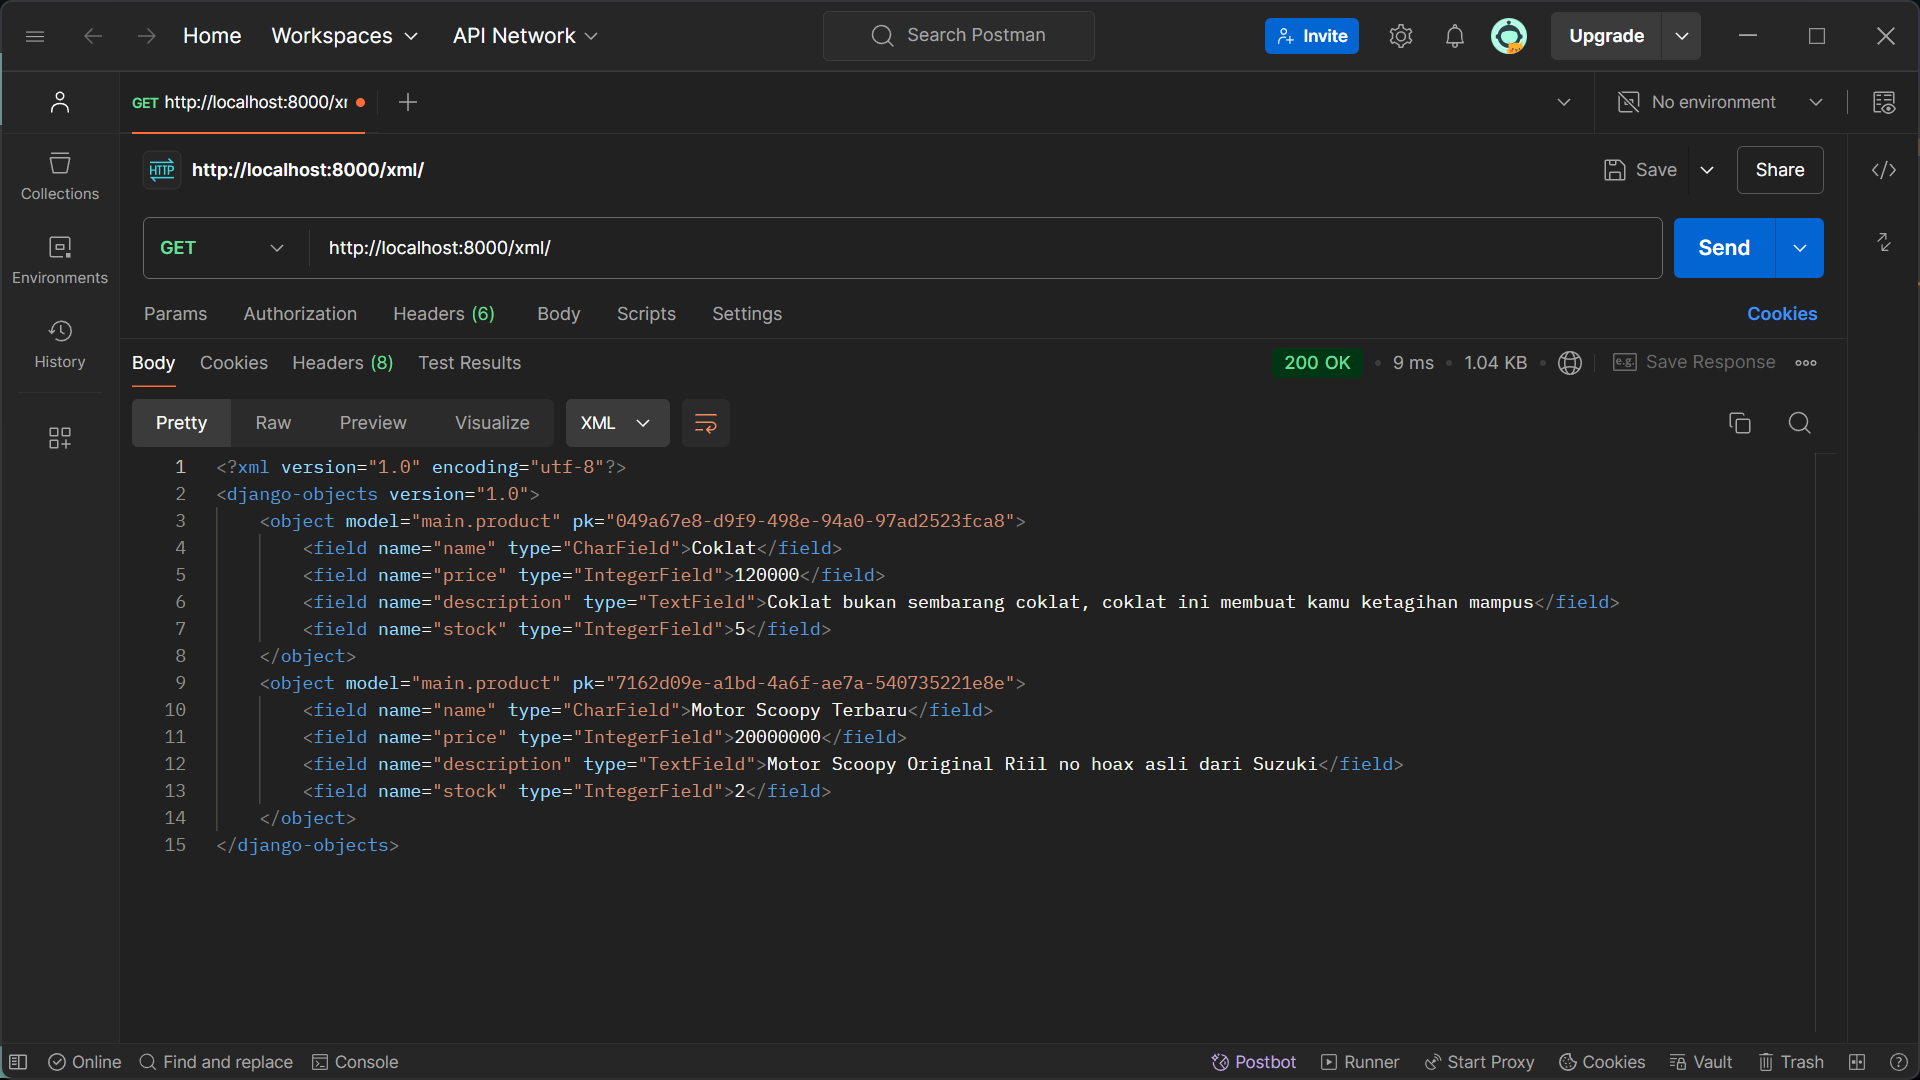 Home Workspaces API Network Search Postman Invite Upgrade
GET http://localhost:8000/xr No environment
HTTP http://localhost:8000/xml/ Save Share
GET http://localhost:8000/xml/ Send
Params Authorization Headers (6) Body Scripts Settings Cookies
Body Cookies Headers (8) Test Results 200 OK • 9 ms • 1.04 KB • e.g. Save Response
Pretty Raw Preview Visualize XML
Collections
Environments
History
1 <?xml version="1.0" encoding="utf-8"?>
2 <django-objects version="1.0">
3 <object model="main.product" pk="049a67e8-d9f9-498e-94a0-97ad2523fca8">
4 <field name="name" type="CharField">Coklat</field>
5 <field name="price" type="IntegerField">120000</field>
6 <field name="description" type="TextField">Coklat bukan sembarang coklat, coklat ini membuat kamu ketagihan mampus</field>
7 <field name="stock" type="IntegerField">5</field>
8 </object>
9 <object model="main.product" pk="7162d09e-a1bd-4a6f-ae7a-540735221e8e">
10 <field name="name" type="CharField">Motor Scoopy Terbaru</field>
11 <field name="price" type="IntegerField">20000000</field>
12 <field name="description" type="TextField">Motor Scoopy Original Riil no hoax asli dari Suzuki</field>
13 <field name="stock" type="IntegerField">2</field>
14 </object>
15 </django-objects>
Online Find and replace Console Postbot Runner Start Proxy Cookies Vault Trash